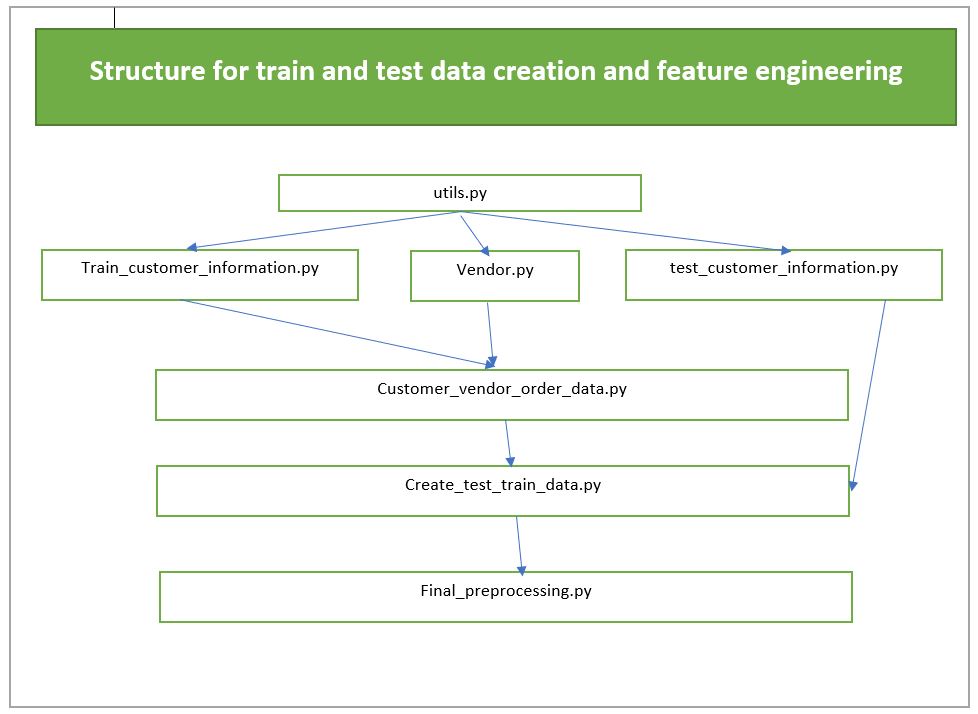 Structure for train and test data creation and feature engineering
utils.py
Train_customer_information.py
Vendor.py
test_customer_information.py
Customer_vendor_order_data.py
Create_test_train_data.py
Final_preprocessing.py